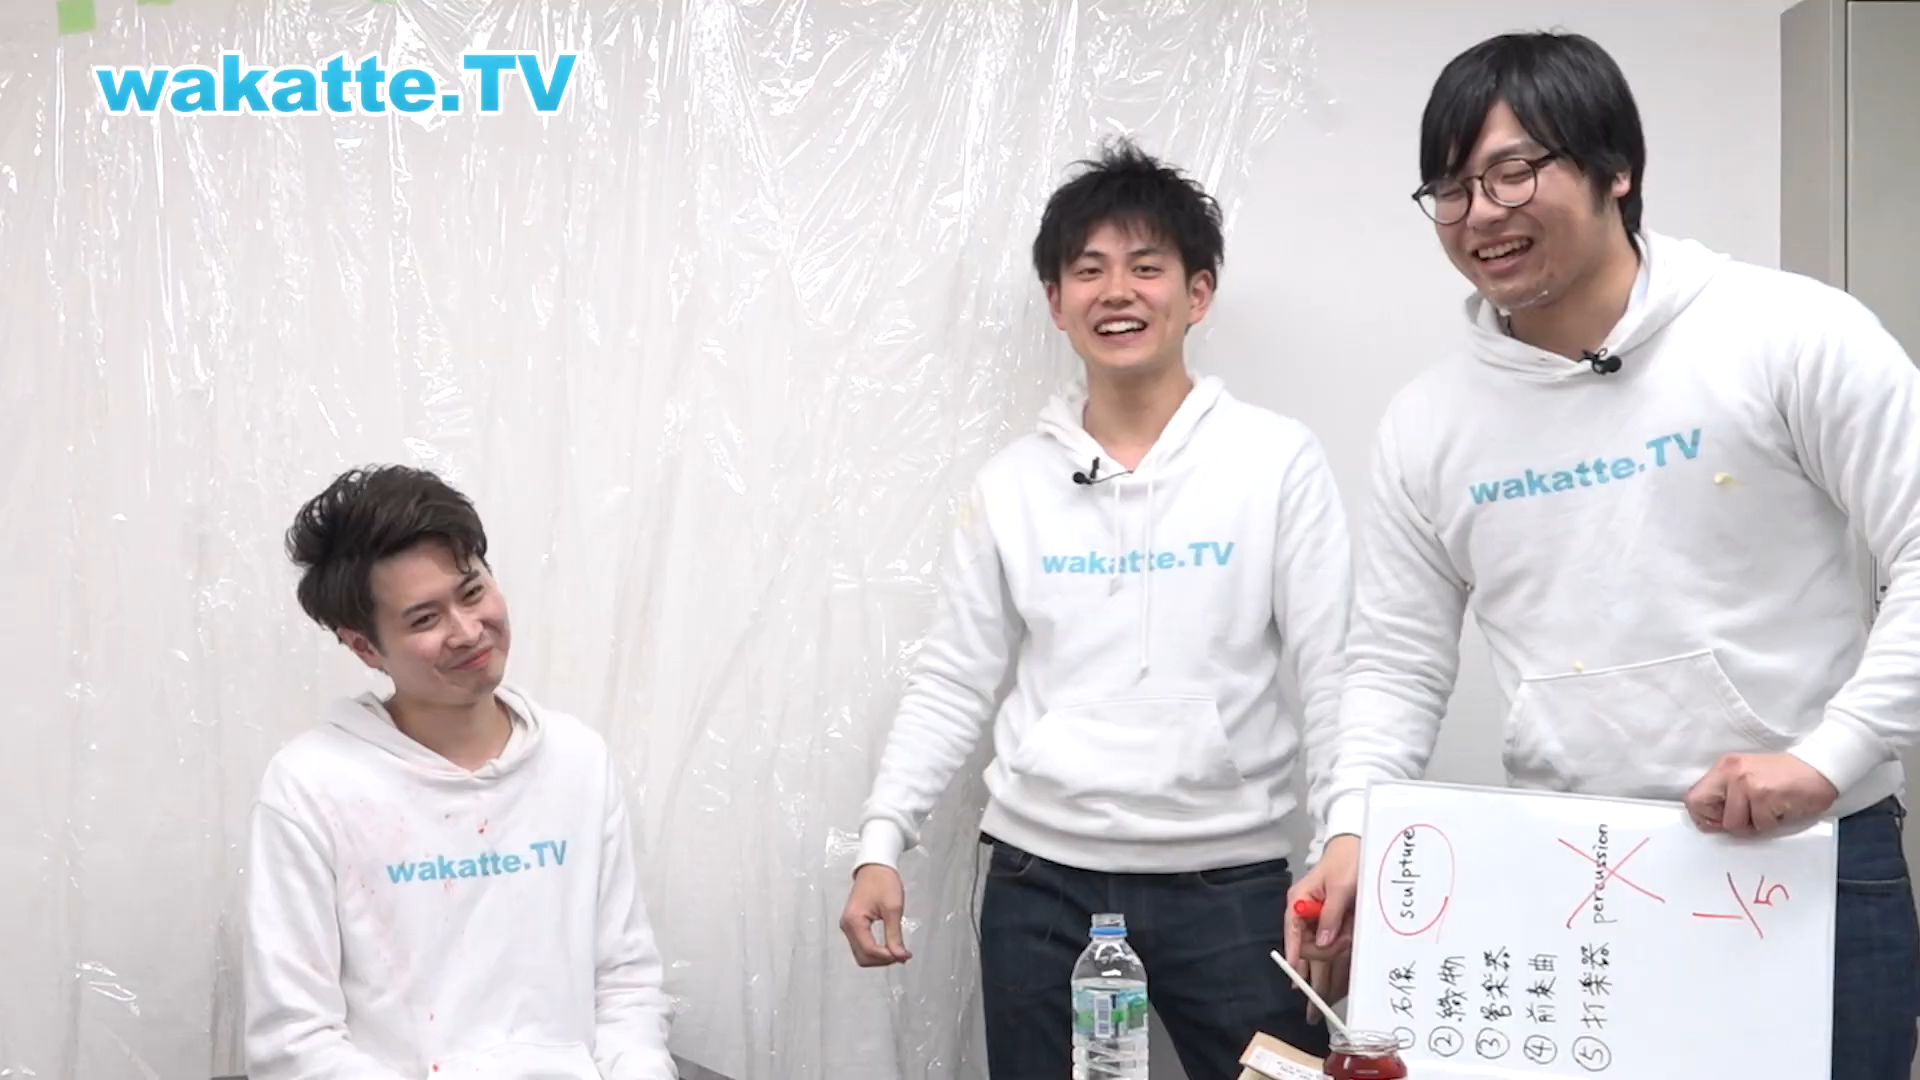 wakatte.TV
wakatte.TV
wakatte.TV
wakatte.TV
① 石像 sculpture
② 織物
③ 管楽器
④ 前奏曲
⑤ 打楽器 percussion
1/5